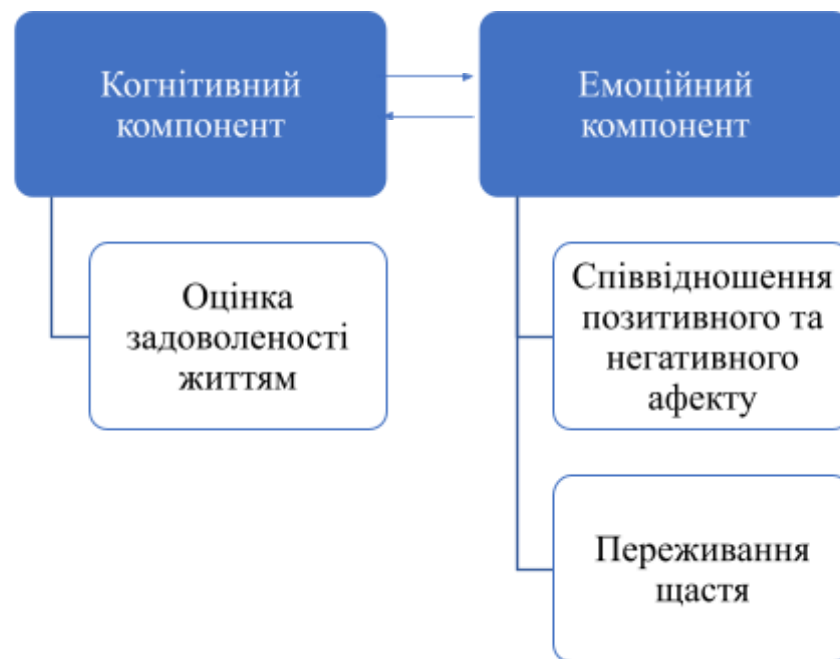 Когнітивний
компонент
Емоційний
компонент
Оцінка
задоволеності
життям
Співвідношення
позитивного та
негативного
афекту
Переживання
щастя